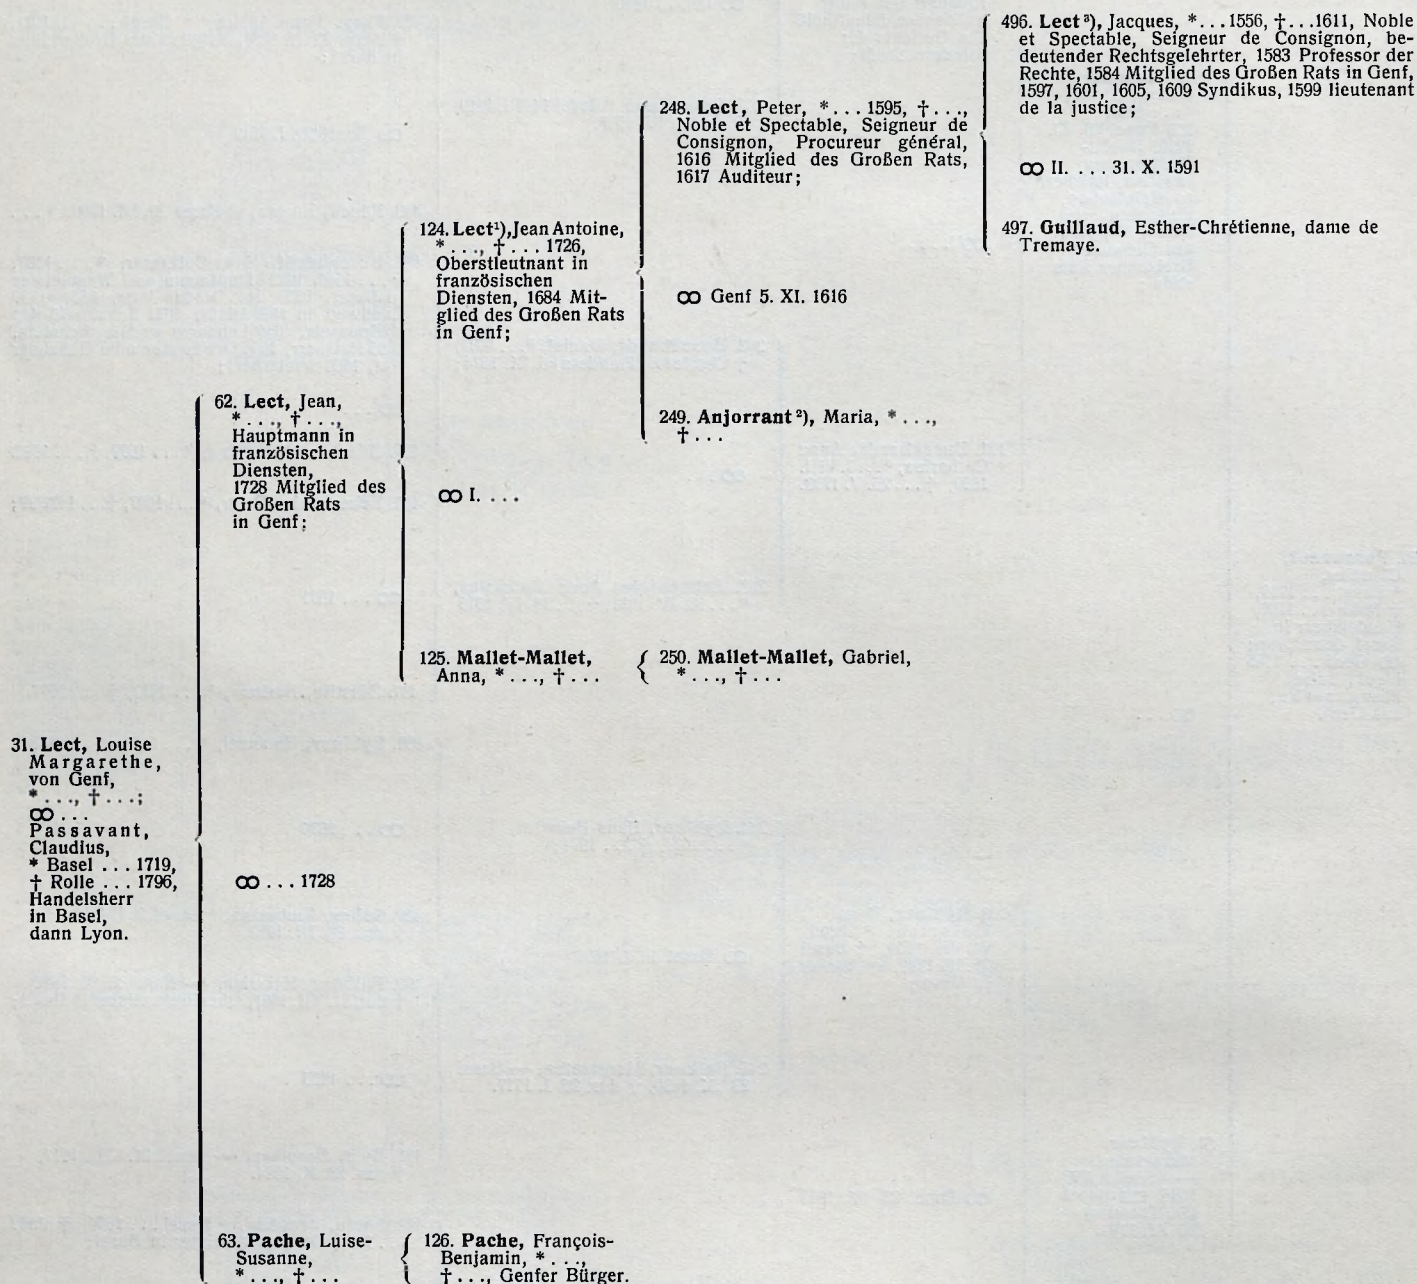 496. Lect³), Jacques, *...1556, †...1611, Noble
et Spectable, Seigneur de Consignon, be-
deutender Rechtsgelehrter, 1583 Professor der
Rechte, 1584 Mitglied des Großen Rats in Genf,
1597, 1601, 1605, 1609 Syndikus, 1599 lieutenant
de la justice;
∞ II. ... 31. X. 1591
497. Guillaud, Esther-Chrétienne, dame de
Tremaye.
248. Lect, Peter, *...1595, †...,
Noble et Spectable, Seigneur de
Consignon, Procureur général,
1616 Mitglied des Großen Rats,
1617 Auditeur;
∞ Genf 5. XI. 1616
249. Anjorrant²), Maria, *...,
†...
124. Lect¹), Jean Antoine,
*..., †...1726,
Oberstleutnant in
französischen
Diensten, 1684 Mit-
glied des Großen Rats
in Genf;
∞ I. ...
125. Mallet-Mallet,
Anna, *..., †...
250. Mallet-Mallet, Gabriel,
*..., †...
62. Lect, Jean,
*..., †...,
Hauptmann in
französischen
Diensten,
1728 Mitglied des
Großen Rats
in Genf;
∞ ... 1728
63. Pache, Luise-
Susanne,
*..., †...
126. Pache, François-
Benjamin, *...,
†..., Genfer Bürger.
31. Lect, Louise
Margarethe,
von Genf,
*..., †...;
∞ ...
Passavant,
Claudius,
* Basel ... 1719,
† Rolle ... 1796,
Handelsherr
in Basel,
dann Lyon.